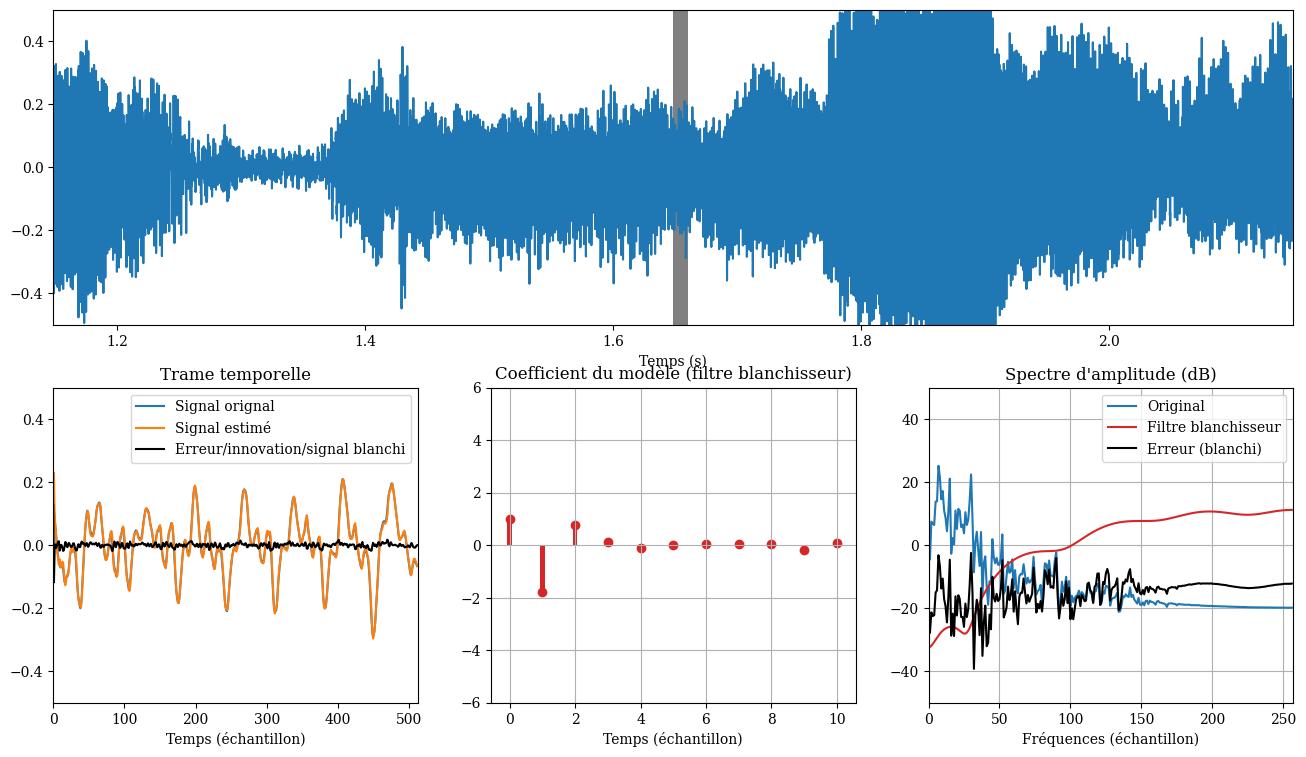 0.4
0.2
0.0
−0.2
−0.4
1.2 1.4 1.6 1.8 2.0
Temps (s)
Trame temporelle
0.4
0.2
0.0
−0.2
−0.4
Signal orignal
Signal estimé
Erreur/innovation/signal blanchi
0 100 200 300 400 500
Temps (échantillon)
Coefficient du modèle (filtre blanchisseur)
6
4
2
0
−2
−4
−6
0 2 4 6 8 10
Temps (échantillon)
Spectre d'amplitude (dB)
40
20
0
−20
−40
Original
Filtre blanchisseur
Erreur (blanchi)
0 50 100 150 200 250
Fréquences (échantillon)